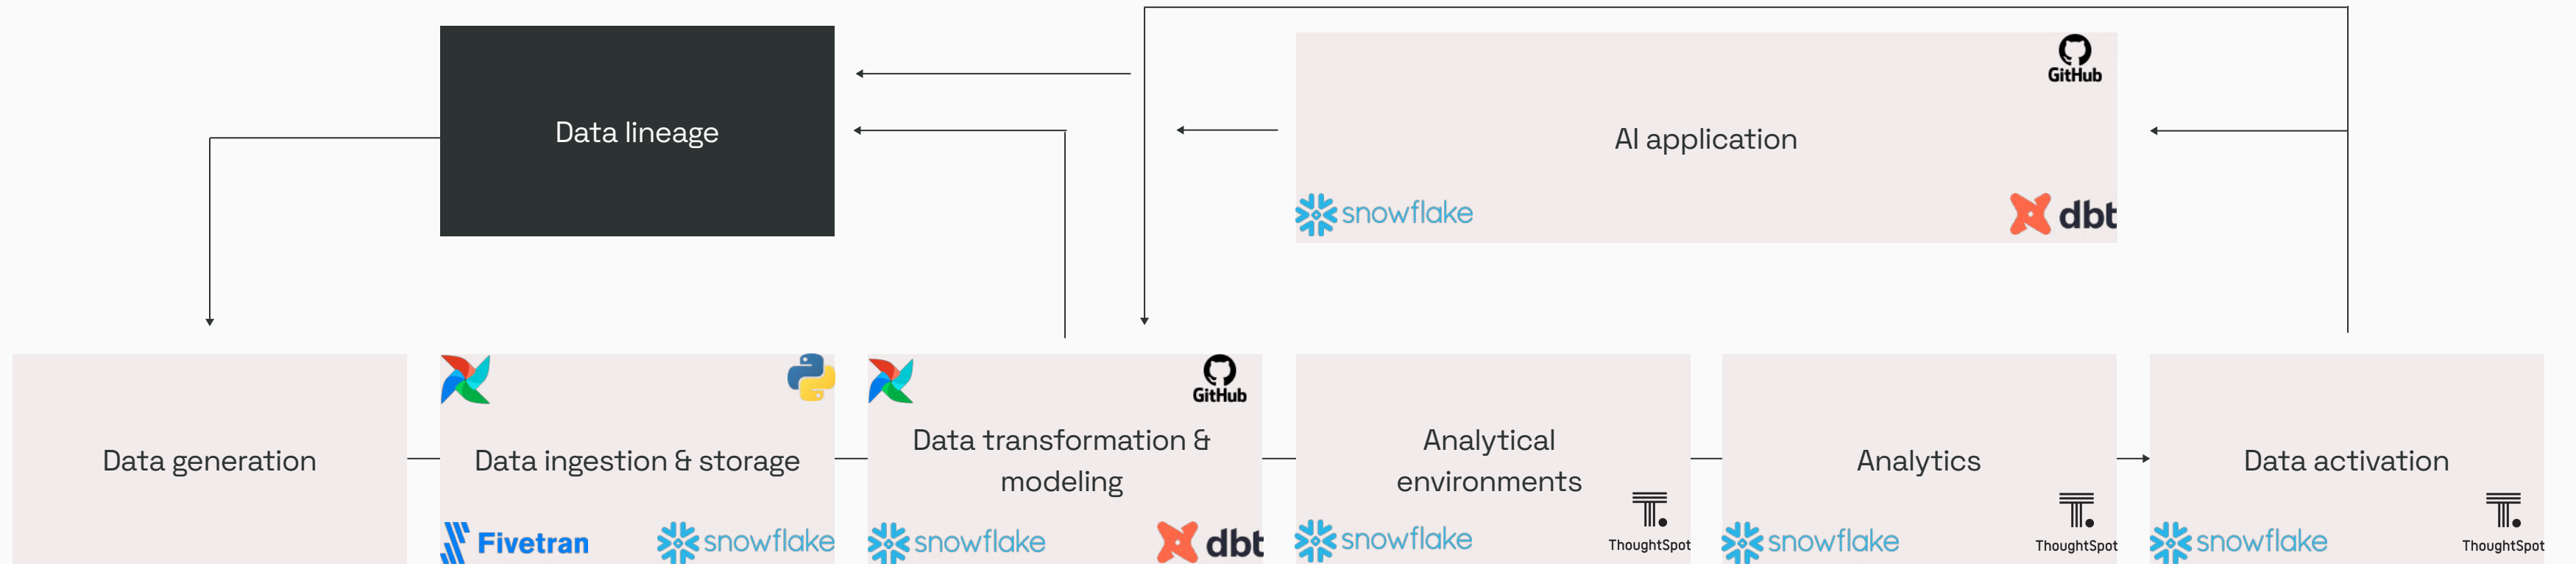 GitHub
Data lineage
AI application
snowflake
dbt
GitHub
Data generation
Data ingestion & storage
Fivetran
snowflake
Data transformation &
modeling
snowflake
dbt
Analytical
environments
snowflake
ThoughtSpot
Analytics
snowflake
ThoughtSpot
Data activation
snowflake
ThoughtSpot